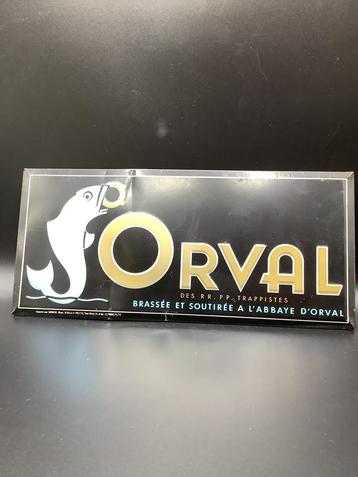 ORVAL
DES RR. PP. TRAPPISTES
BRASSÉE ET SOUTIRÉE A L'ABBAYE D'ORVAL